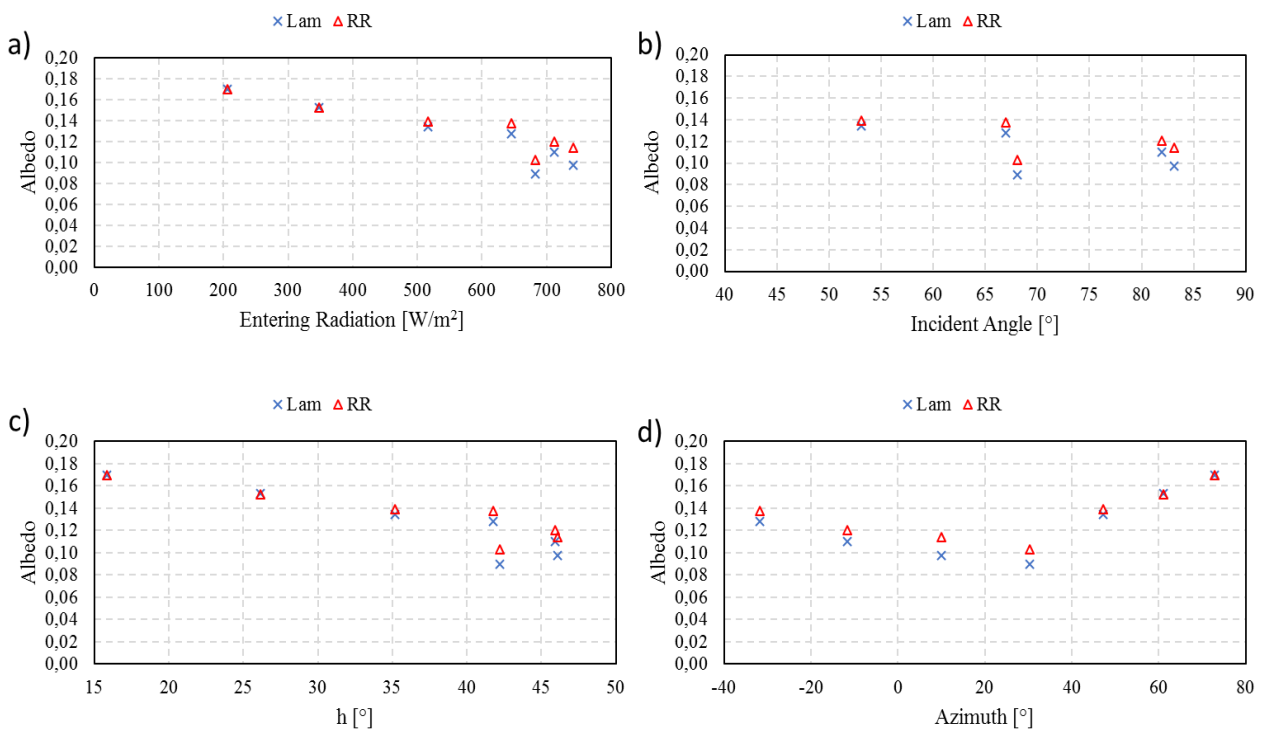 Lam RR
a)
0,20
0,18
0,16
0,14
0,12
0,10
0,08
0,06
0,04
0,02
0,00
Albedo
0 100 200 300 400 500 600 700 800
Entering Radiation [W/m²]
Lam RR
b)
0,20
0,18
0,16
0,14
0,12
0,10
0,08
0,06
0,04
0,02
0,00
Albedo
40 45 50 55 60 65 70 75 80 85 90
Incident Angle [°]
Lam RR
c)
0,20
0,18
0,16
0,14
0,12
0,10
0,08
0,06
0,04
0,02
0,00
Albedo
15 20 25 30 35 40 45 50
h [°]
Lam RR
d)
0,20
0,18
0,16
0,14
0,12
0,10
0,08
0,06
0,04
0,02
0,00
Albedo
-40 -20 0 20 40 60 80
Azimuth [°]